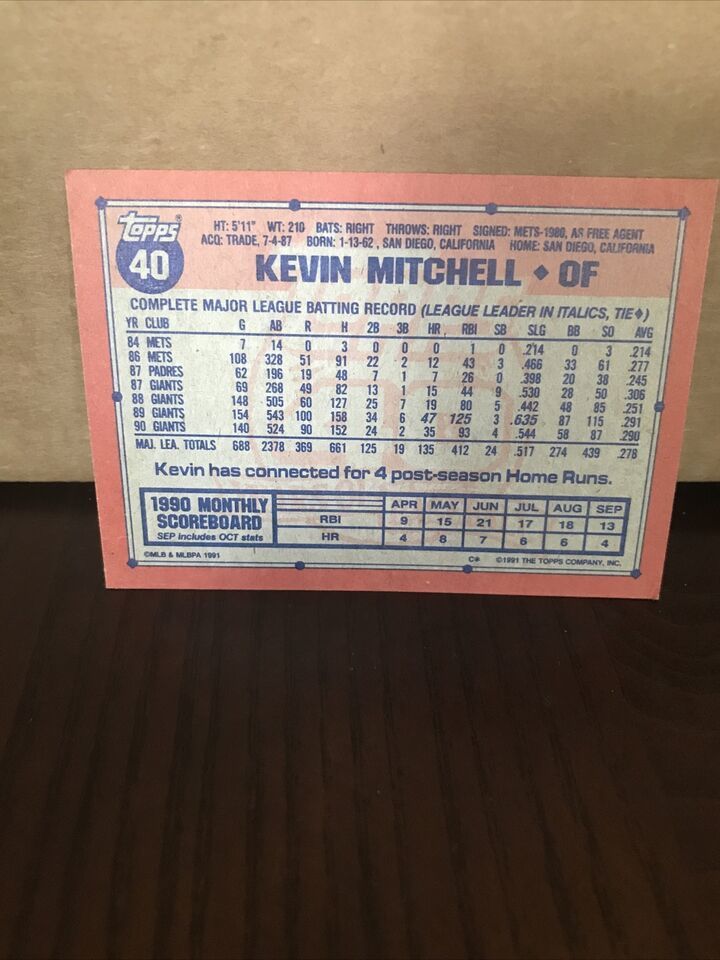 Topps®
40
HT: 5'11" WT: 210 BATS: RIGHT THROWS: RIGHT SIGNED: METS-1980, AS FREE AGENT
ACQ: TRADE, 7-4-87 BORN: 1-13-62, SAN DIEGO, CALIFORNIA HOME: SAN DIEGO, CALIFORNIA
KEVIN MITCHELL ◆ OF
COMPLETE MAJOR LEAGUE BATTING RECORD (LEAGUE LEADER IN ITALICS, TIE◆)
YR CLUB G AB R H 2B 3B HR RBI SB SLG BB SO AVG
84 METS 7 14 0 3 0 0 0 1 0 .214 0 3 .214
86 METS 108 328 51 91 22 2 12 43 3 .466 33 61 .277
87 PADRES 62 196 19 48 7 1 7 26 0 .398 20 38 .245
87 GIANTS 69 268 49 82 13 1 15 44 9 .530 28 50 .306
88 GIANTS 148 505 60 127 25 7 19 80 5 .442 48 85 .251
89 GIANTS 154 543 100 158 34 6 47 125 3 .635 87 115 .291
90 GIANTS 140 524 90 152 24 2 35 93 4 .544 58 87 .290
MAJ. LEA. TOTALS 688 2378 369 661 125 19 135 412 24 .517 274 439 .278
Kevin has connected for 4 post-season Home Runs.
1990 MONTHLY SCOREBOARD
SEP includes OCT stats
APR MAY JUN JUL AUG SEP
RBI 9 15 21 17 18 13
HR 4 8 7 6 6 4
©MLB & MLBPA 1991 C* ©1991 THE TOPPS COMPANY, INC.